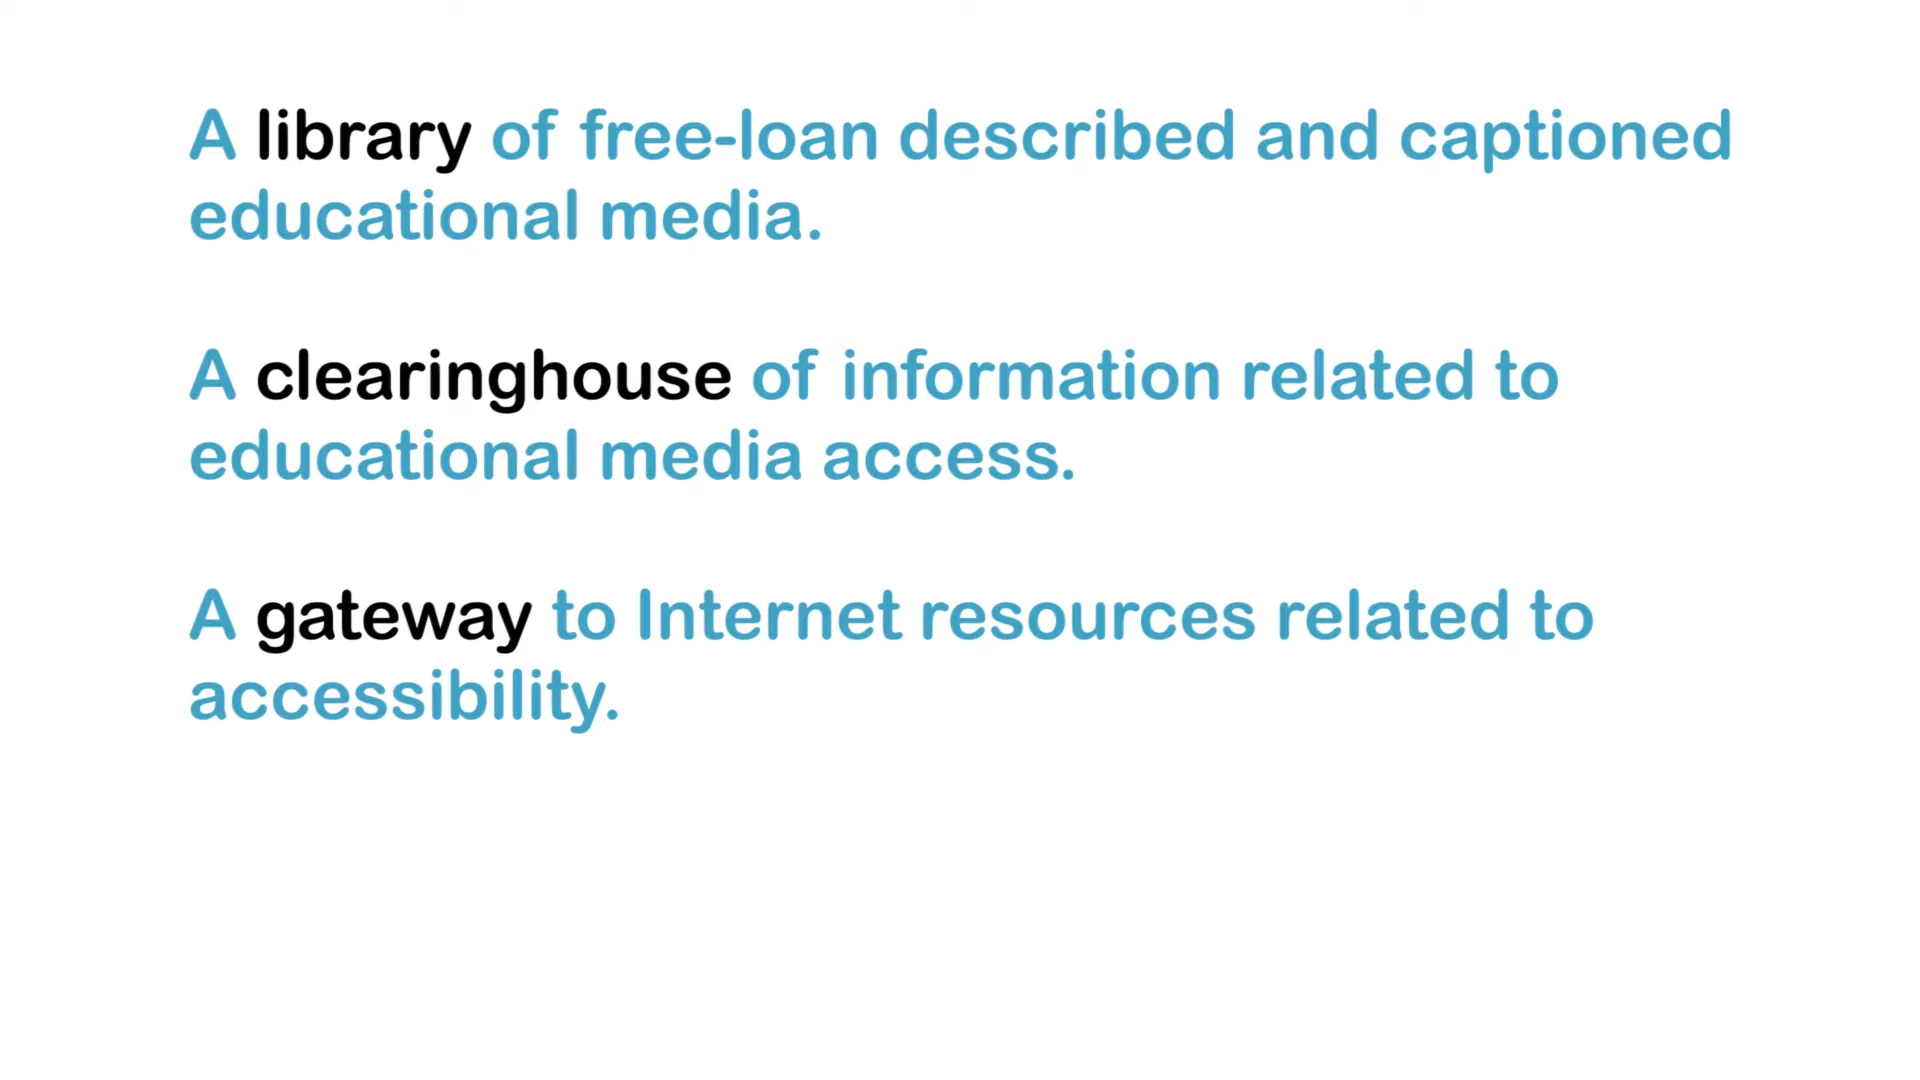 A library of free-loan described and captioned
educational media.
A clearinghouse of information related to
educational media access.
A gateway to Internet resources related to
accessibility.